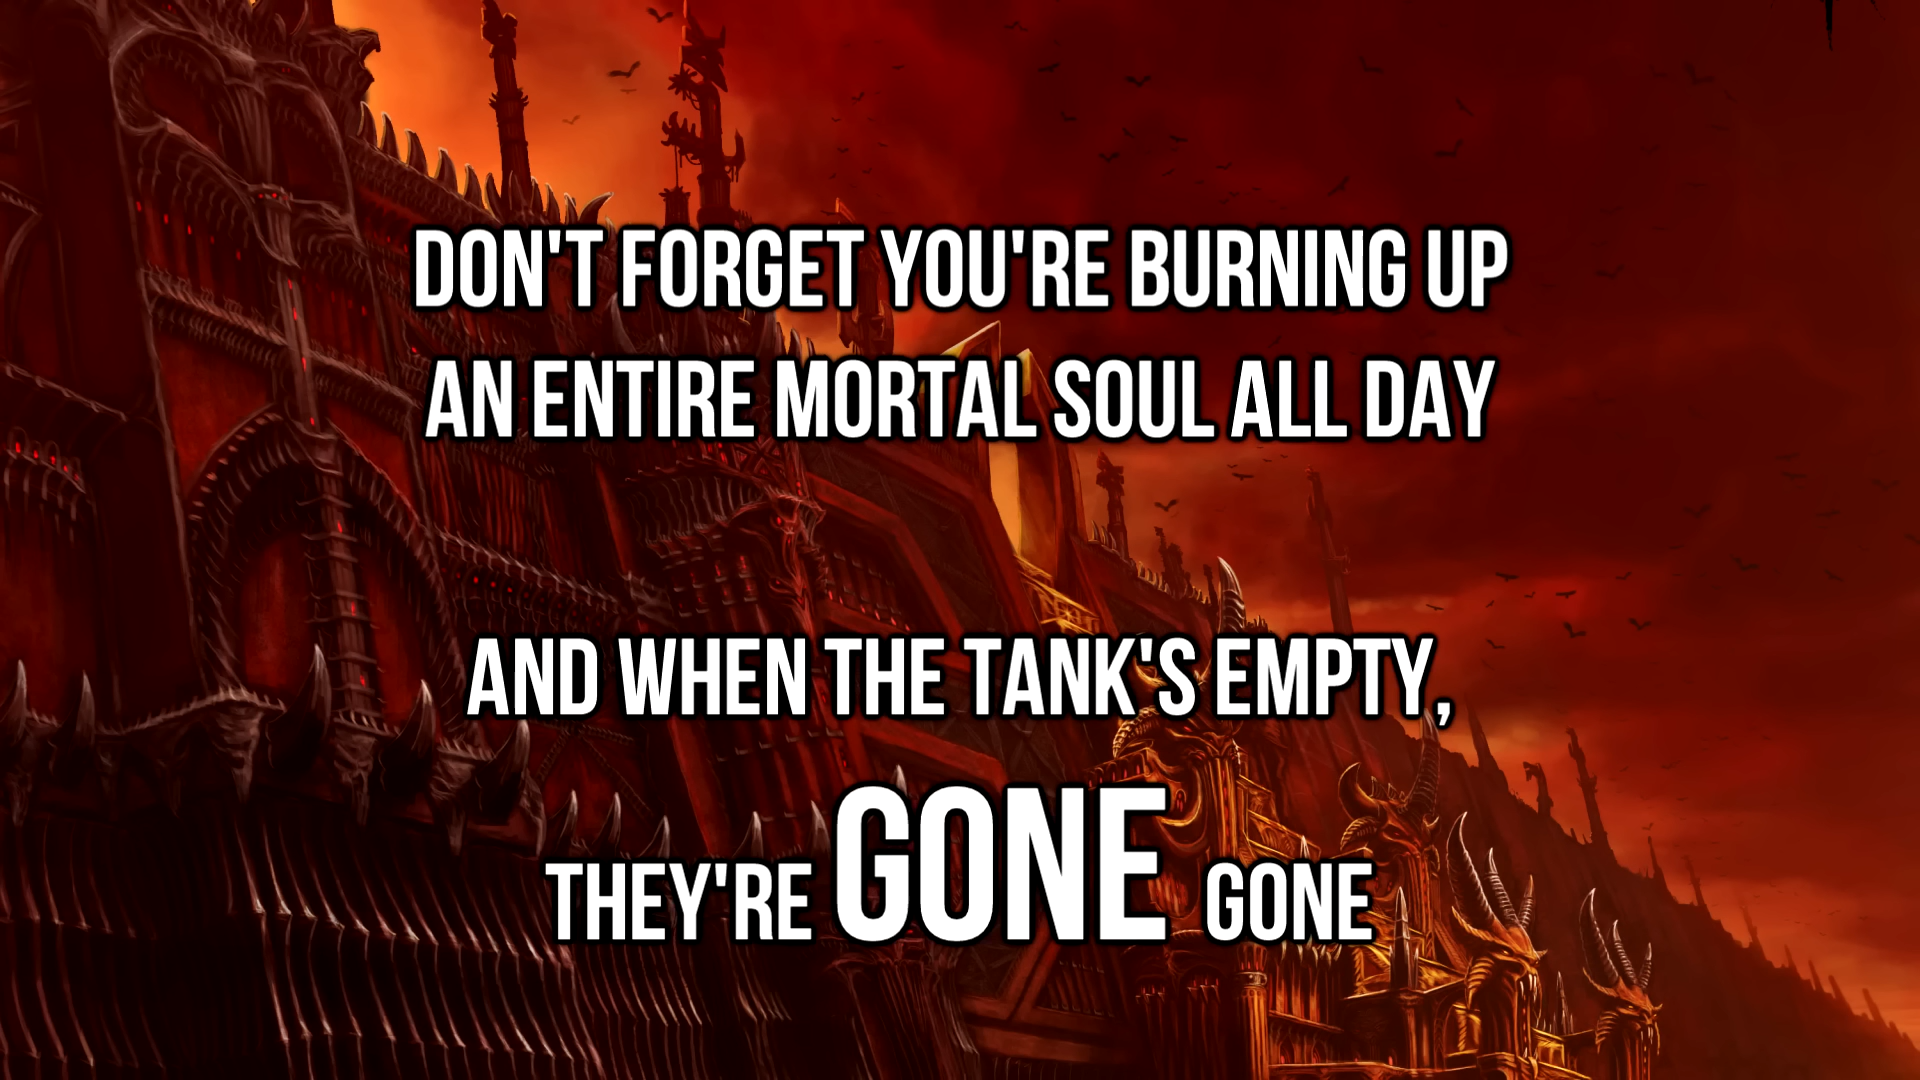 DON'T FORGET YOU'RE BURNING UP
AN ENTIRE MORTAL SOUL ALL DAY
AND WHEN THE TANK'S EMPTY,
THEY'RE GONE GONE